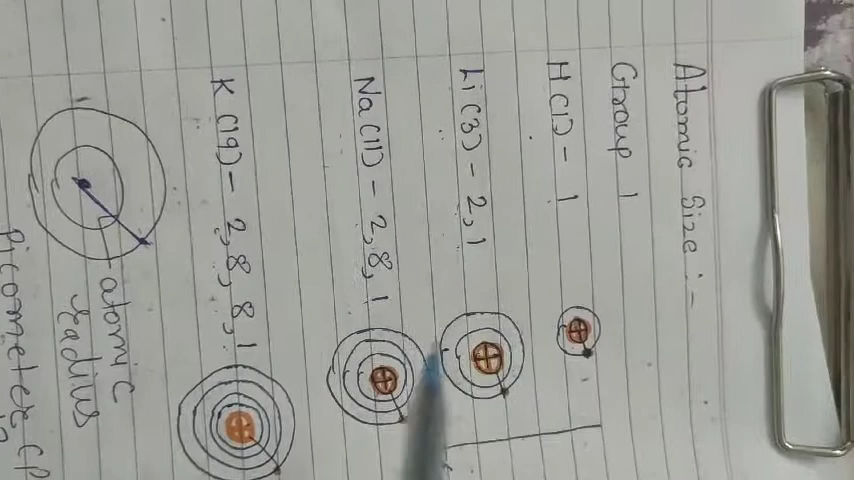 Atomic Size :-
Group 1
H(1) - 1
Li(3) - 2,1
Na(11) - 2,8,1
K(19) - 2,8,8,1
atomic
radius
Picometer (P